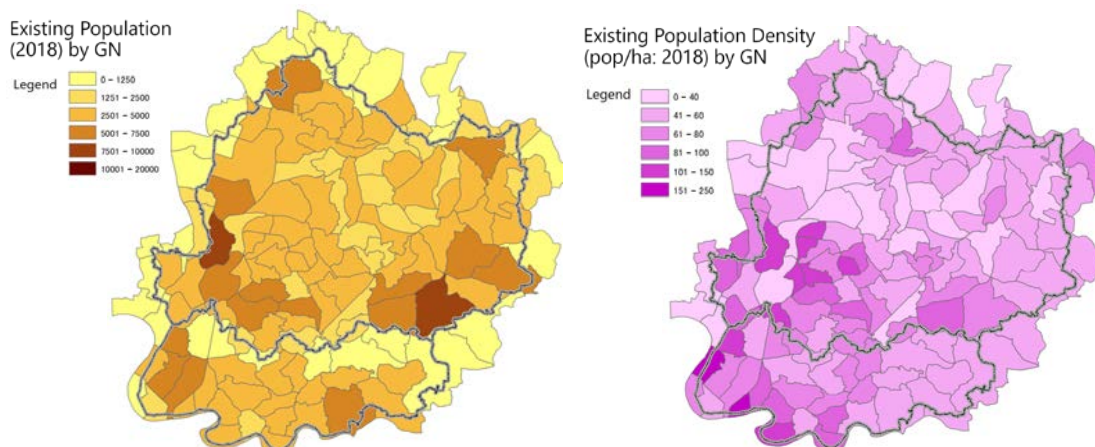 Existing Population
(2018) by GN
Legend
0 – 1250
1251 – 2500
2501 – 5000
5001 – 7500
7501 – 10000
10001 – 20000
Existing Population Density
(pop/ha: 2018) by GN
Legend
0 – 40
41 – 60
61 – 80
81 – 100
101 – 150
151 – 250